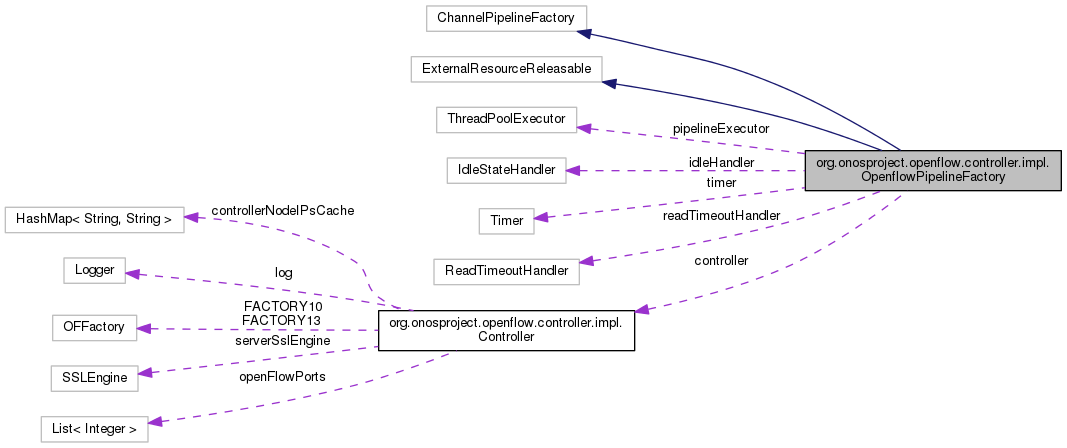 ChannelPipelineFactory
ExternalResourceReleasable
ThreadPoolExecutor
pipelineExecutor
org.onosproject.openflow.controller.impl.
OpenflowPipelineFactory
IdleStateHandler
idleHandler
timer
Timer
HashMap< String, String >
controllerNodeIPsCache
readTimeoutHandler
ReadTimeoutHandler
controller
Logger
log
OFFactory
FACTORY10
FACTORY13
org.onosproject.openflow.controller.impl.
Controller
serverSslEngine
SSLEngine
openFlowPorts
List< Integer >